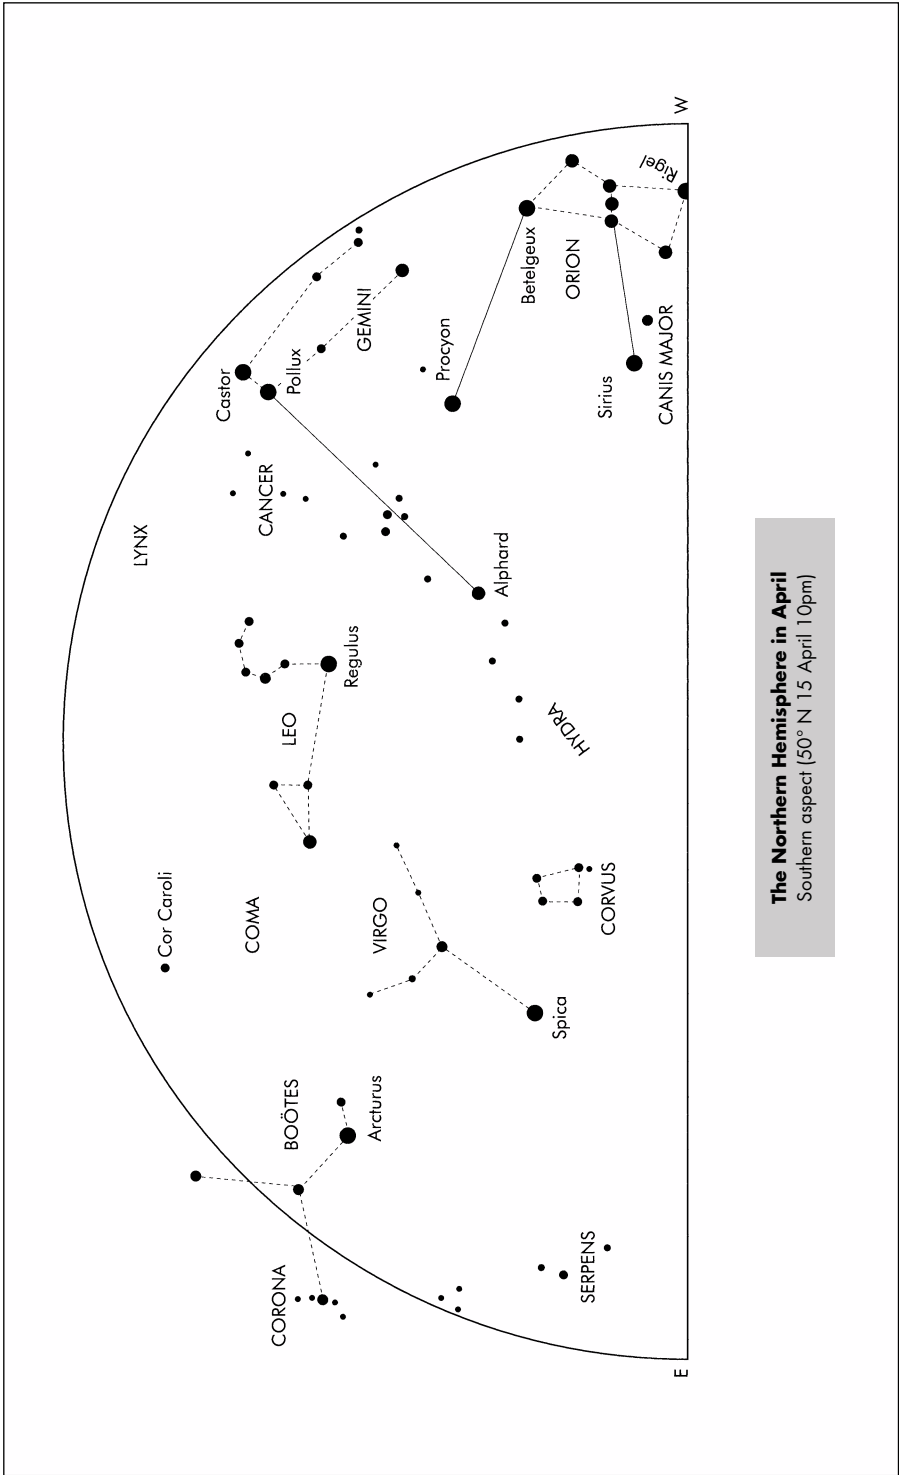 LYNX
Cor Caroli
COMA
Castor
Pollux
CANCER
GEMINI
LEO
Regulus
BOÖTES
Arcturus
CORONA
VIRGO
Spica
Procyon
Alphard
HYDRA
Betelgeux
ORION
Rigel
Sirius
CANIS MAJOR
CORVUS
SERPENS
E
W
The Northern Hemisphere in April
Southern aspect (50° N 15 April 10pm)